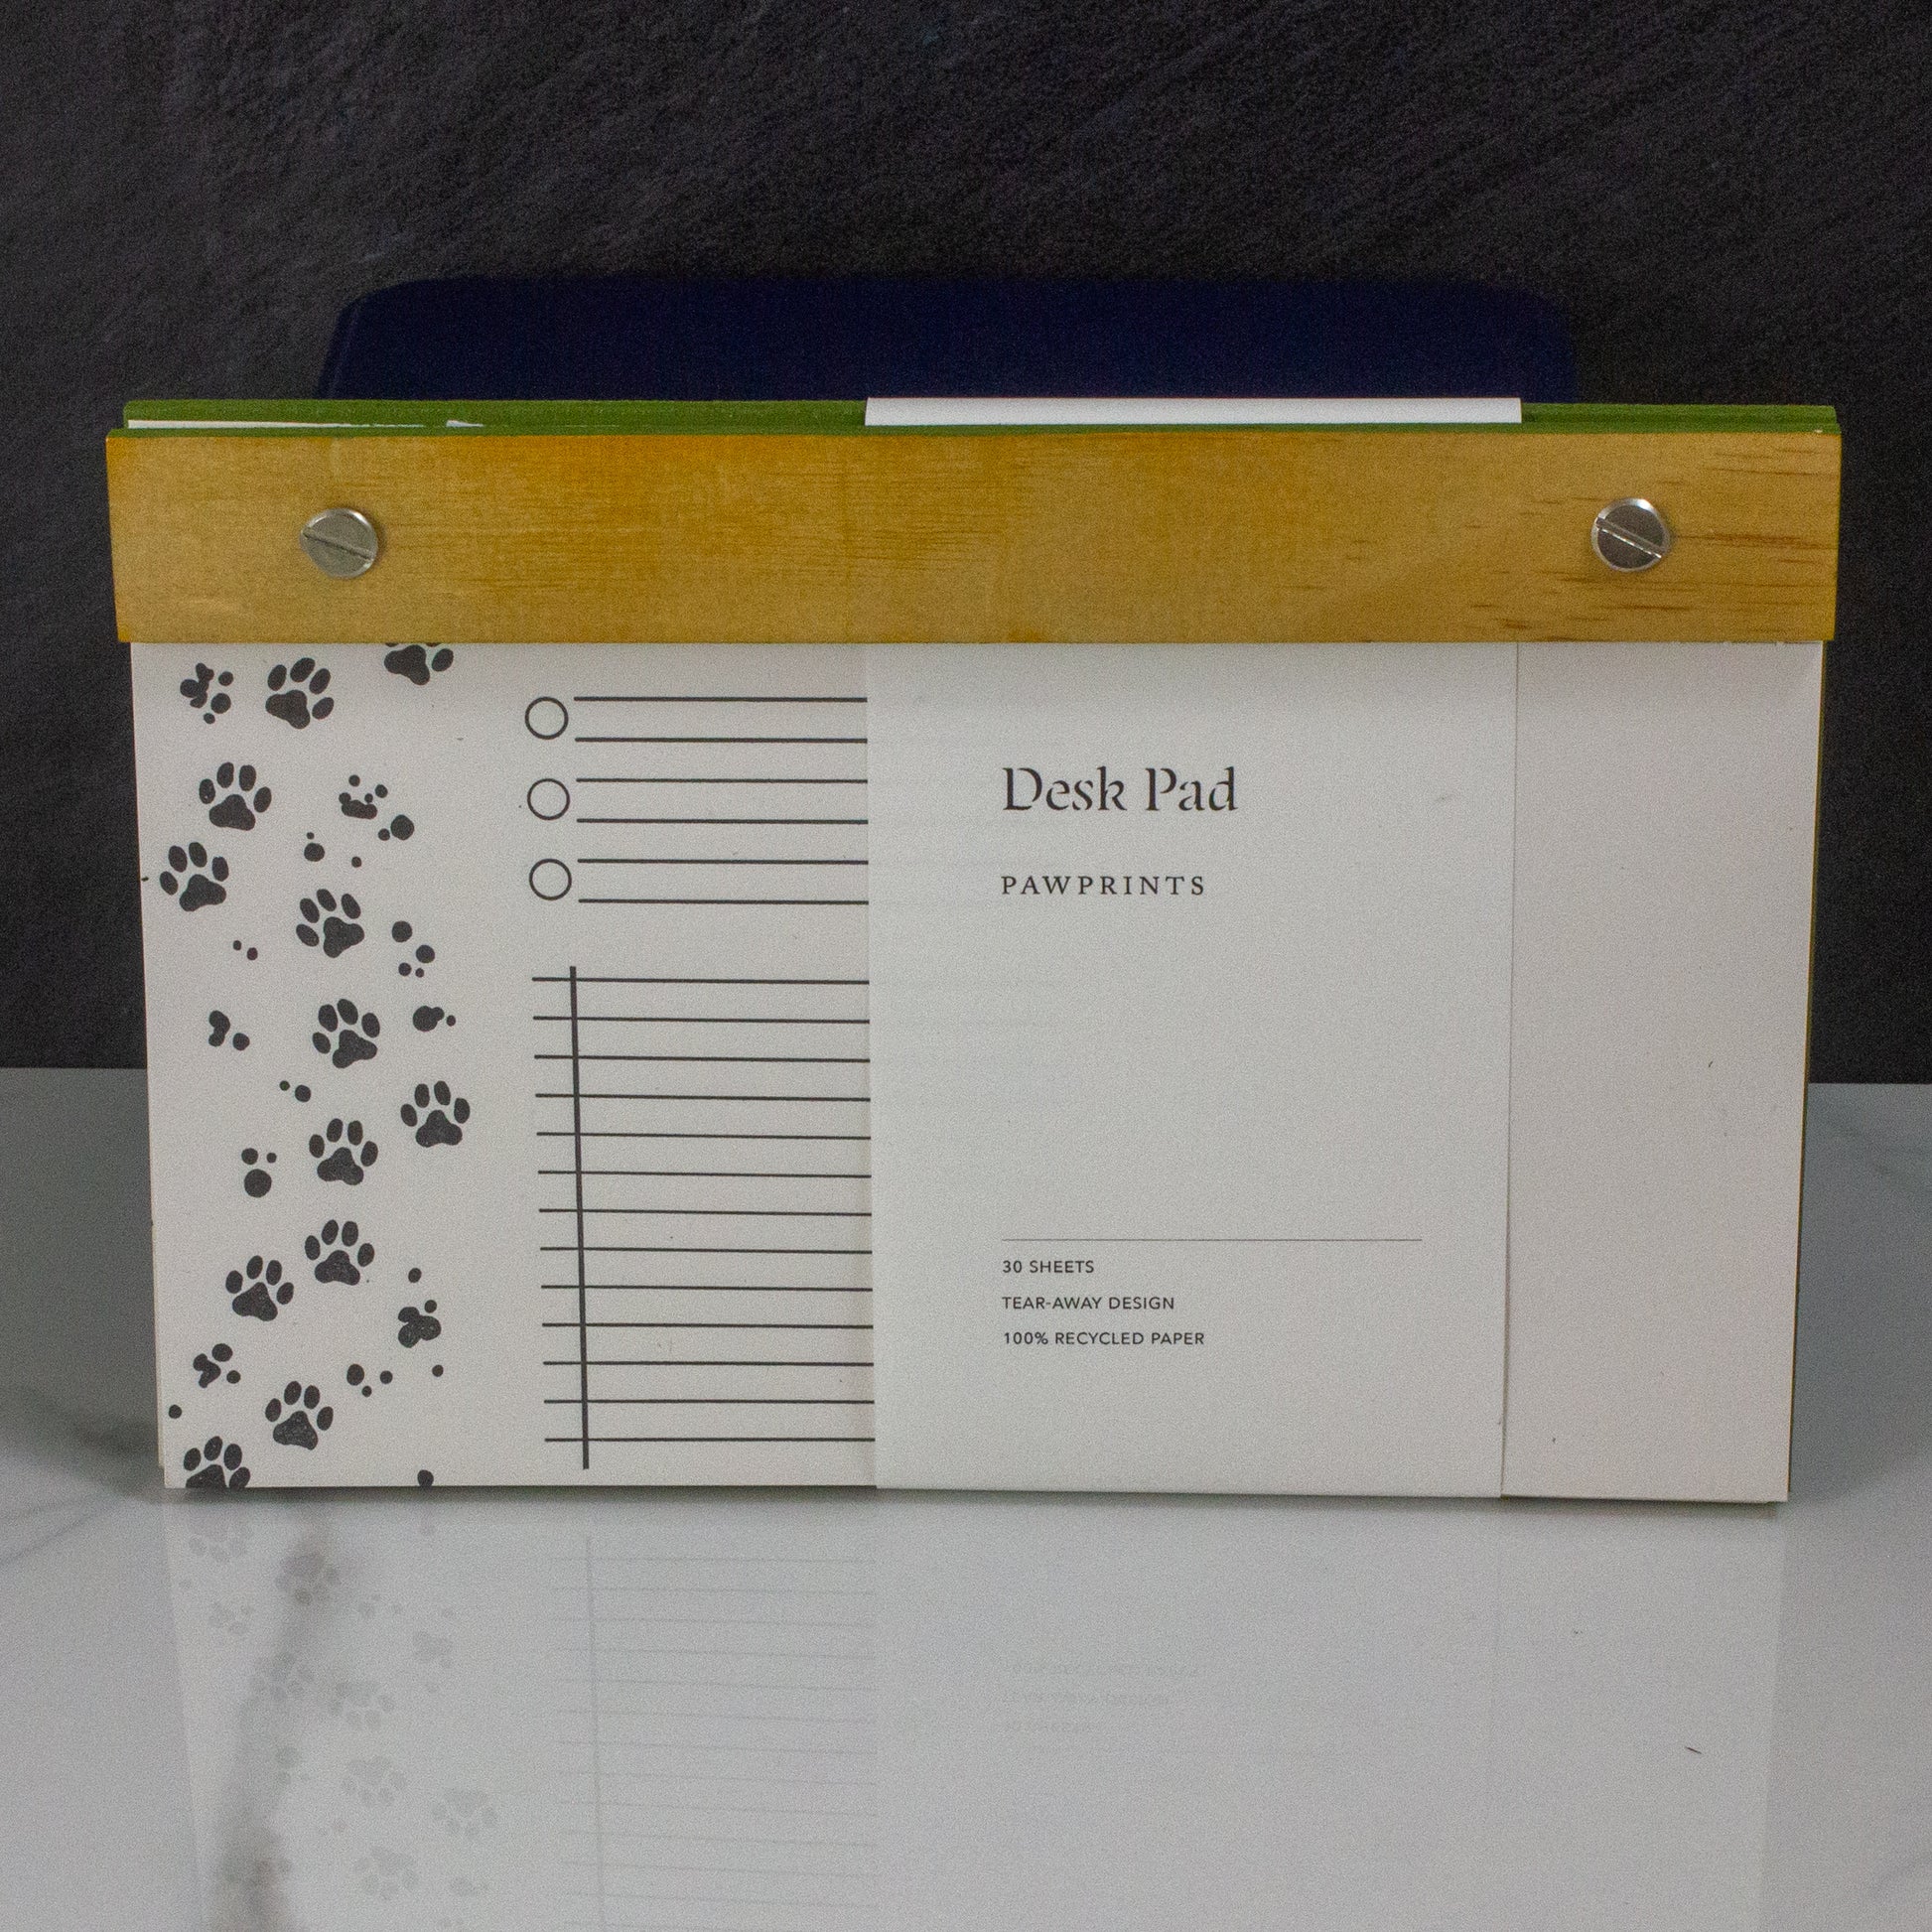 Desk Pad
PAWPRINTS
30 SHEETS
TEAR-AWAY DESIGN
100% RECYCLED PAPER